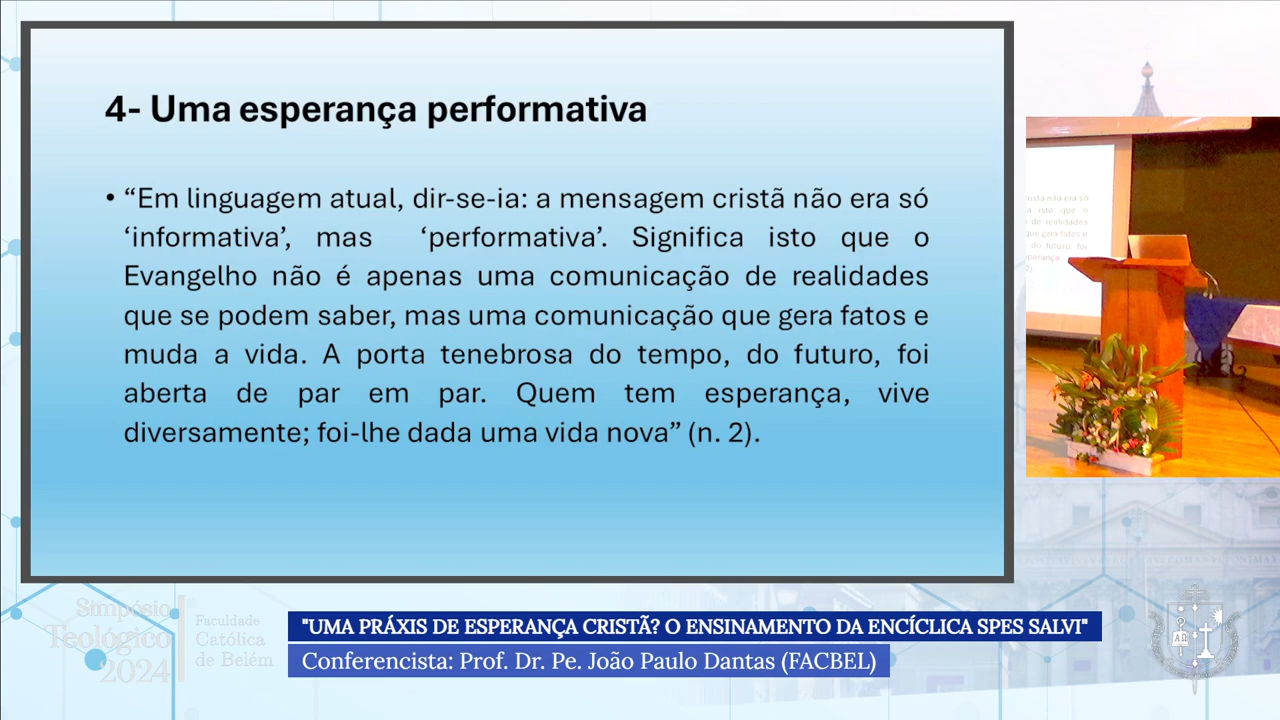 4- Uma esperança performativa
• “Em linguagem atual, dir-se-ia: a mensagem cristã não era só
‘informativa’, mas ‘performativa’. Significa isto que o
Evangelho não é apenas uma comunicação de realidades
que se podem saber, mas uma comunicação que gera fatos e
muda a vida. A porta tenebrosa do tempo, do futuro, foi
aberta de par em par. Quem tem esperança, vive
diversamente; foi-lhe dada uma vida nova” (n. 2).
Simpósio
Teológico
2024
Faculdade
Católica
de Belém
"UMA PRÁXIS DE ESPERANÇA CRISTÃ? O ENSINAMENTO DA ENCÍCLICA SPES SALVI"
Conferencista: Prof. Dr. Pe. João Paulo Dantas (FACBEL)